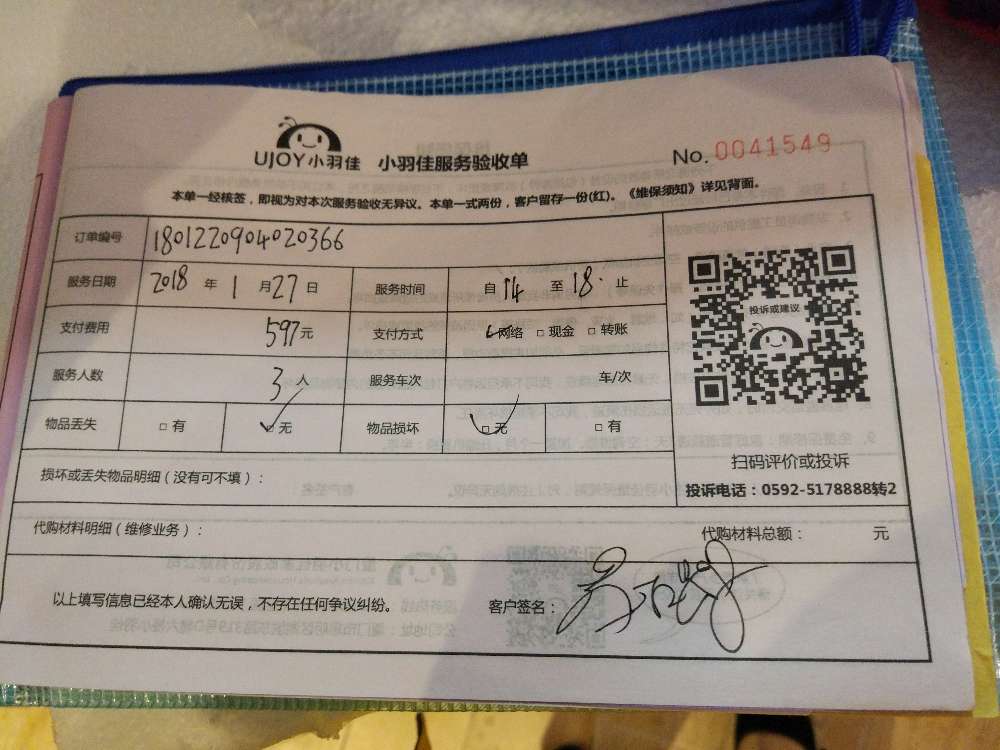 UJOY小羽佳 小羽佳服务验收单 No. 0041549
本单一经核签，即视为对本次服务验收无异议。本单一式两份，客户留存一份(红)。《维保须知》详见背面。
订单编号 1801220904020366
服务日期 2018 年 1 月 27 日 服务时间 自 14 至 18 止
支付费用 597 元 支付方式 网络 □ 现金 □ 转账
服务人数 3 人 服务车次 车/次
物品丢失 □ 有 ☑ 无 物品损坏 ☑ 无 □ 有
投诉或建议
扫码评价或投诉
损坏或丢失物品明细（没有可不填）：
投诉电话：0592-5178888转2
代购材料明细（维修业务）： 代购材料总额： 元
以上填写信息已经本人确认无误，不存在任何争议纠纷。 客户签名：